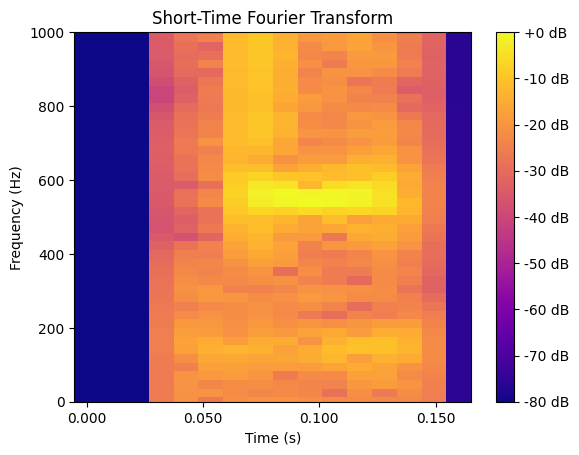 Short-Time Fourier Transform
1000
800
600
400
200
0
Frequency (Hz)
0.000
0.050
0.100
0.150
Time (s)
+0 dB
-10 dB
-20 dB
-30 dB
-40 dB
-50 dB
-60 dB
-70 dB
-80 dB